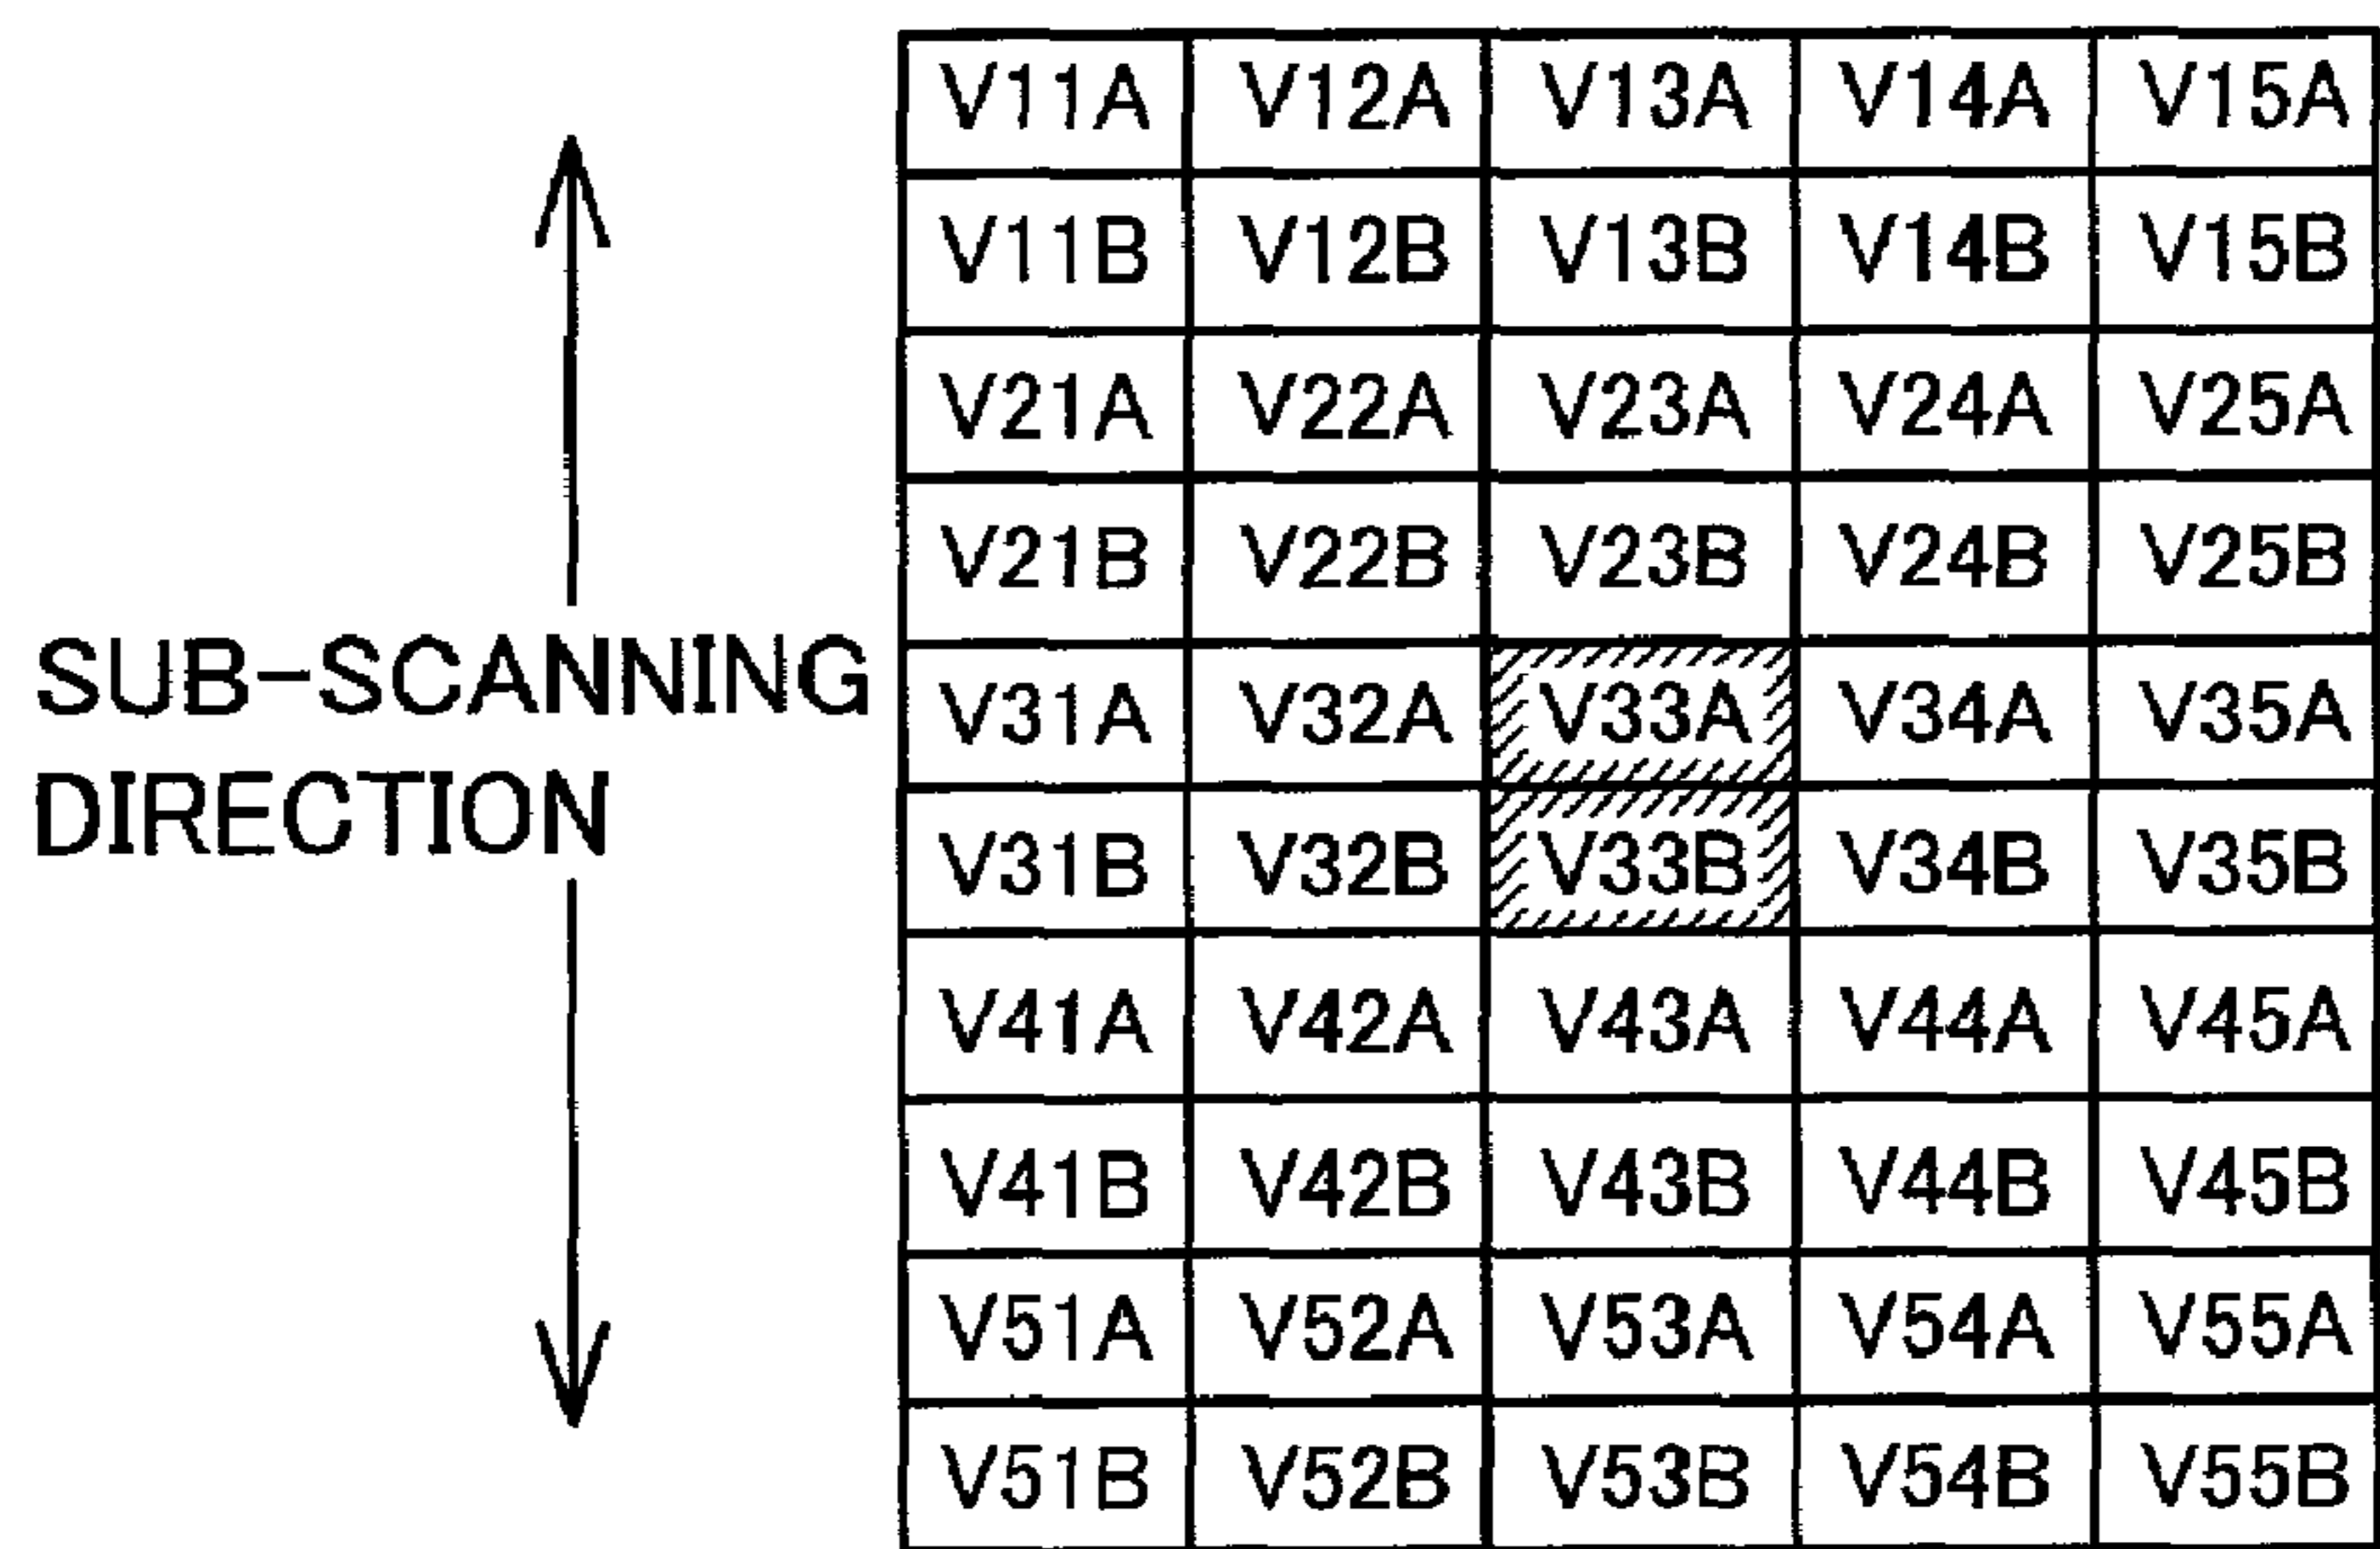 V11A V12A V13A V14A V15A
V11B V12B V13B V14B V15B
V21A V22A V23A V24A V25A
V21B V22B V23B V24B V25B
SUB-SCANNING
DIRECTION
V31A V32A V33A V34A V35A
V31B V32B V33B V34B V35B
V41A V42A V43A V44A V45A
V41B V42B V43B V44B V45B
V51A V52A V53A V54A V55A
V51B V52B V53B V54B V55B